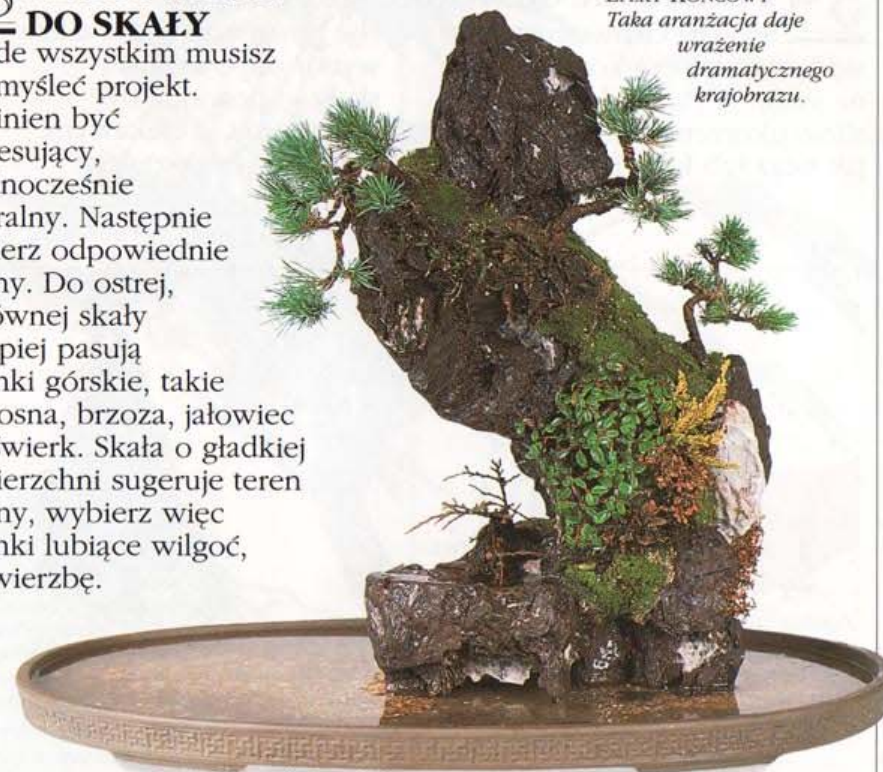 DO SKAŁY
de wszystkim musisz
myśleć projekt.
inien być
esujący,
nocześnie
ralny. Następnie
ierz odpowiednie
ny. Do ostrej,
ównej skały
piej pasują
nki górskie, takie
osna, brzoza, jałowiec
wierk. Skała o gładkiej
ierzchni sugeruje teren
ny, wybierz więc
nki lubiące wilgoć,
wierzbę.
Taka aranżacja daje
wrażenie
dramatycznego
krajobrazu.